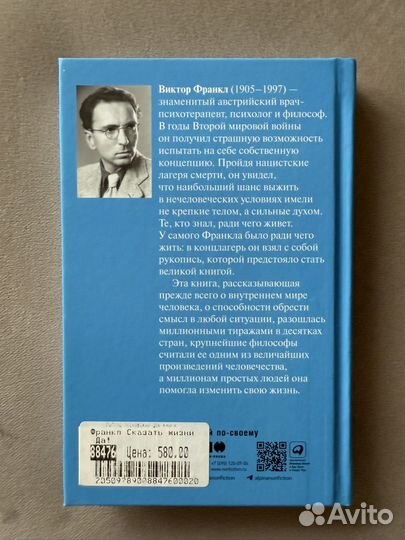 Виктор Франкл (1905–1997) —
знаменитый австрийский врач-
психотерапевт, психолог и философ.
В годы Второй мировой войны
он получил страшную возможность
испытать на себе собственную
концепцию. Пройдя нацистские
лагеря смерти, он увидел,
что наибольший шанс выжить
в нечеловеческих условиях имели
не крепкие телом, а сильные духом.
Те, кто знал, ради чего живет.
У самого Франкла было ради чего
жить: в концлагерь он взял с собой
рукопись, которой предстояло стать
великой книгой.
Эта книга, рассказывающая
прежде всего о внутреннем мире
человека, о способности обрести
смысл в любой ситуации, разошлась
миллионными тиражами в десятках
стран, крупнейшие философы
считали ее одним из величайших
произведений человечества,
а миллионам простых людей она
помогла изменить свою жизнь.
Франкл Сказать жизни
Да!
88476 Цена: 580.00
2050978900884760002 0
й по-своему
alpinanonfiction
Avito